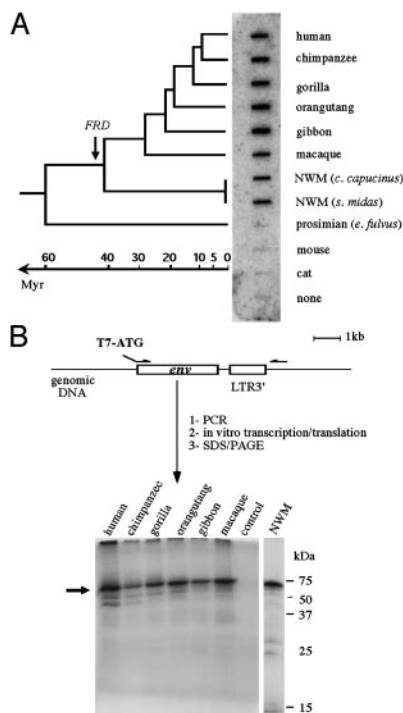 A
human
chimpanzee
gorilla
orangutang
gibbon
macaque
NWM (c. capucinus)
NWM (s. midas)
prosimian (e. fulvus)
mouse
cat
none
FRD
60 40 30 20 10 5 0
Myr
B
1kb
T7-ATG
env
LTR3'
genomic
DNA
1- PCR
2- in vitro transcription/translation
3- SDS/PAGE
human
chimpanzee
gorilla
orangutang
gibbon
macaque
control
NWM
kDa
75
50
37
25
15